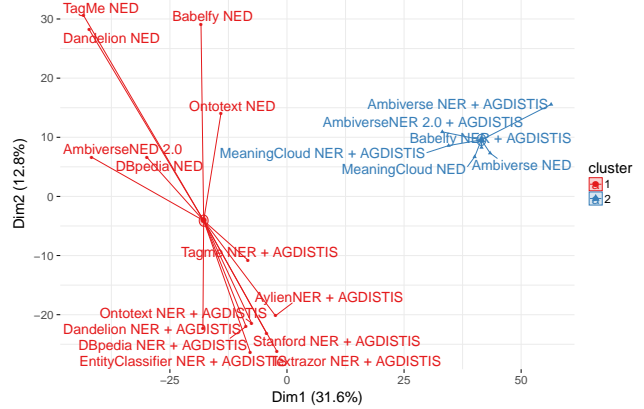 TagMe NED
Babelfy NED
Dandelion NED
Ontotext NED
Ambiverse NER + AGDISTIS
AmbiverseNER 2.0 + AGDISTIS
Babelfy NER + AGDISTIS
MeaningCloud NER + AGDISTIS
MeaningCloud NED
Ambiverse NED
AmbiverseNED 2.0
DBpedia NED
Tagme NER + AGDISTIS
AylienNER + AGDISTIS
Ontotext NER + AGDISTIS
Dandelion NER + AGDISTIS
Stanford NER + AGDISTIS
DBpedia NER + AGDISTIS
EntityClassifier NER + AGDISTIS
Textrazor NER + AGDISTIS
30
20
10
0
−10
−20
Dim2 (12.8%)
−25
0
25
50
Dim1 (31.6%)
cluster
1
2